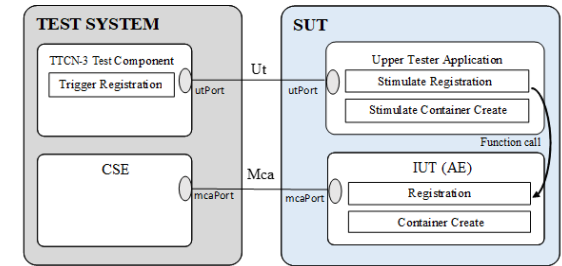 TEST SYSTEM
TTCN-3 Test Component
Trigger Registration
utPort
CSE
mcaPort
Ut
Mca
SUT
Upper Tester Application
Stimulate Registration
utPort
Stimulate Container Create
Function call
IUT (AE)
mcaPort
Registration
Container Create